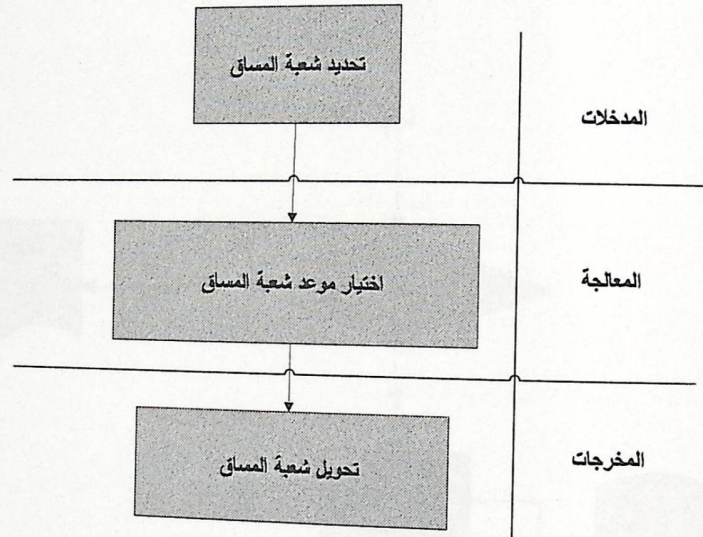 المدخلات
تحديد شعبة المساق
المعالجة
اختيار موعد شعبة المساق
المخرجات
تحويل شعبة المساق